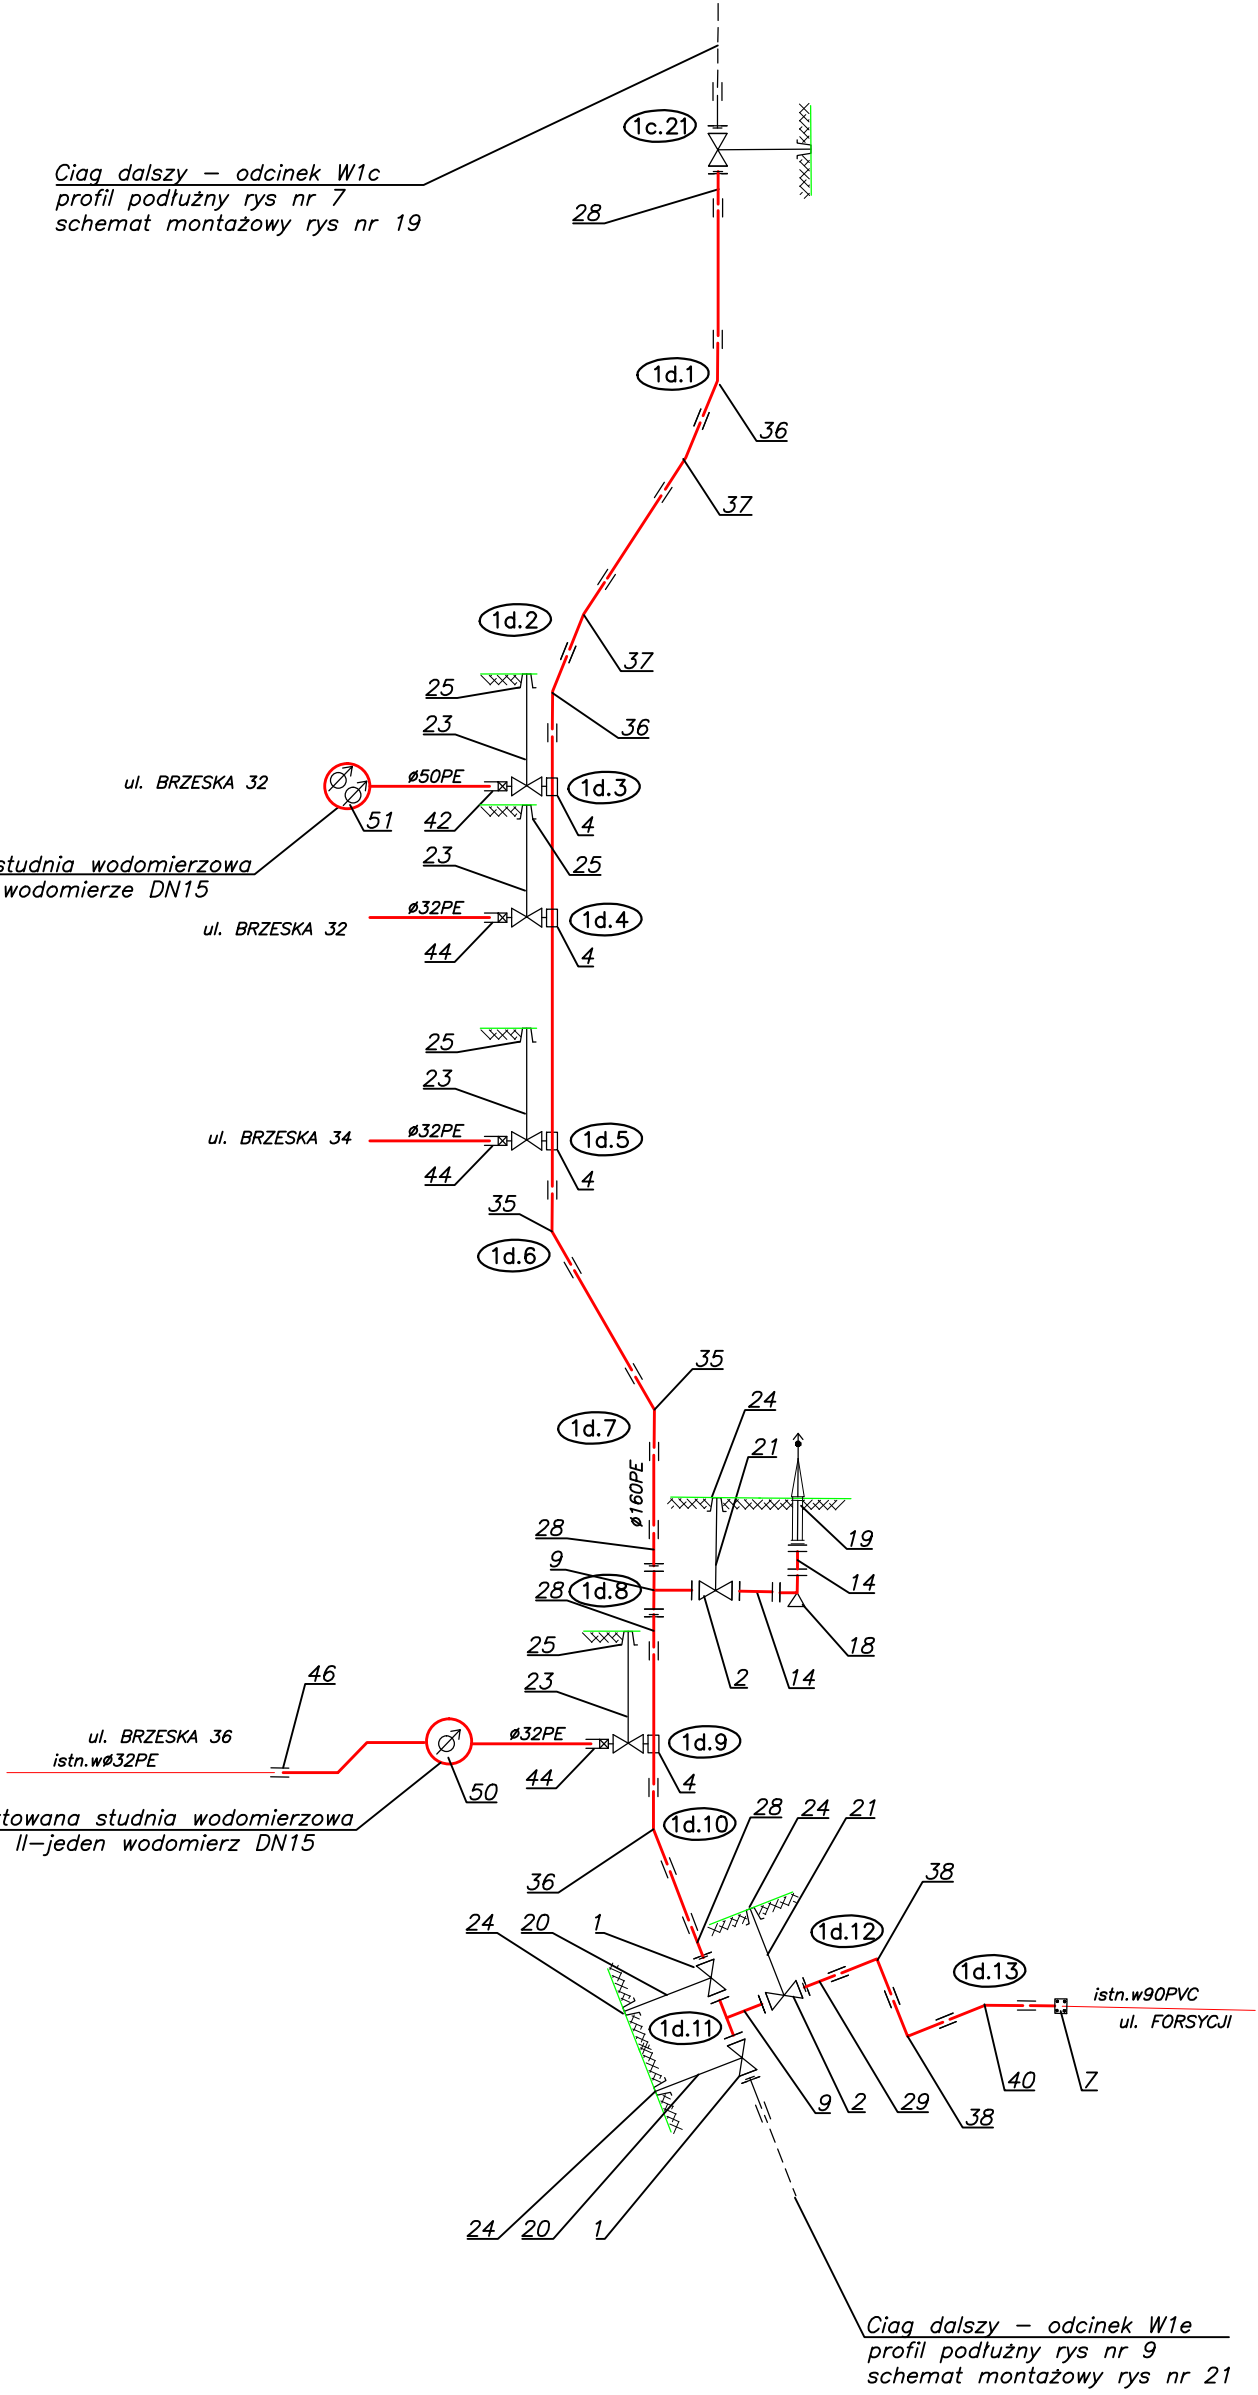 1c.21
Ciag dalszy – odcinek W1c
profil podłużny rys nr 7
schemat montażowy rys nr 19
28
1d.1
36
37
1d.2
37
25
23
36
ul. BRZESKA 32
ø50PE
1d.3
51
42
4
studnia wodomierzowa
wodomierze DN15
23
25
ø32PE
1d.4
ul. BRZESKA 32
44
4
25
23
ul. BRZESKA 34
ø32PE
1d.5
44
4
35
1d.6
35
24
1d.7
21
ø160PE
28
19
9
1d.8
14
28
25
18
46
23
2
14
ul. BRZESKA 36
istn.wø32PE
ø32PE
1d.9
44
4
50
towana studnia wodomierzowa
II–jeden wodomierz DN15
1d.10
28
24
21
36
38
24
20
1
1d.12
1d.13
istn.w90PVC
ul. FORSYCJI
1d.11
9
2
29
38
40
7
24
20
1
Ciag dalszy – odcinek W1e
profil podłużny rys nr 9
schemat montażowy rys nr 21